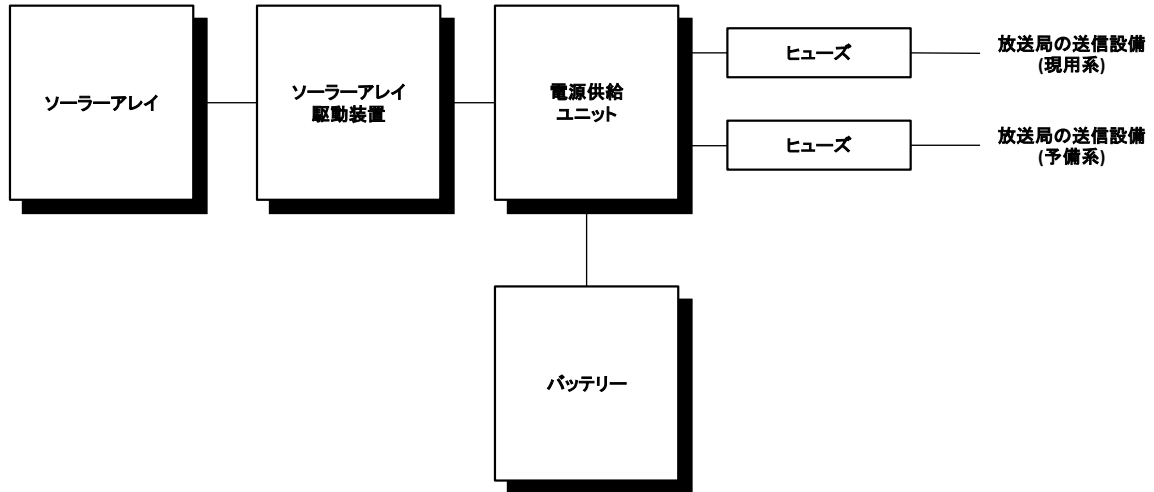 ソーラーアレイ
ソーラーアレイ
駆動装置
電源供給
ユニット
ヒューズ
放送局の送信設備
(現用系)
ヒューズ
放送局の送信設備
(予備系)
バッテリー